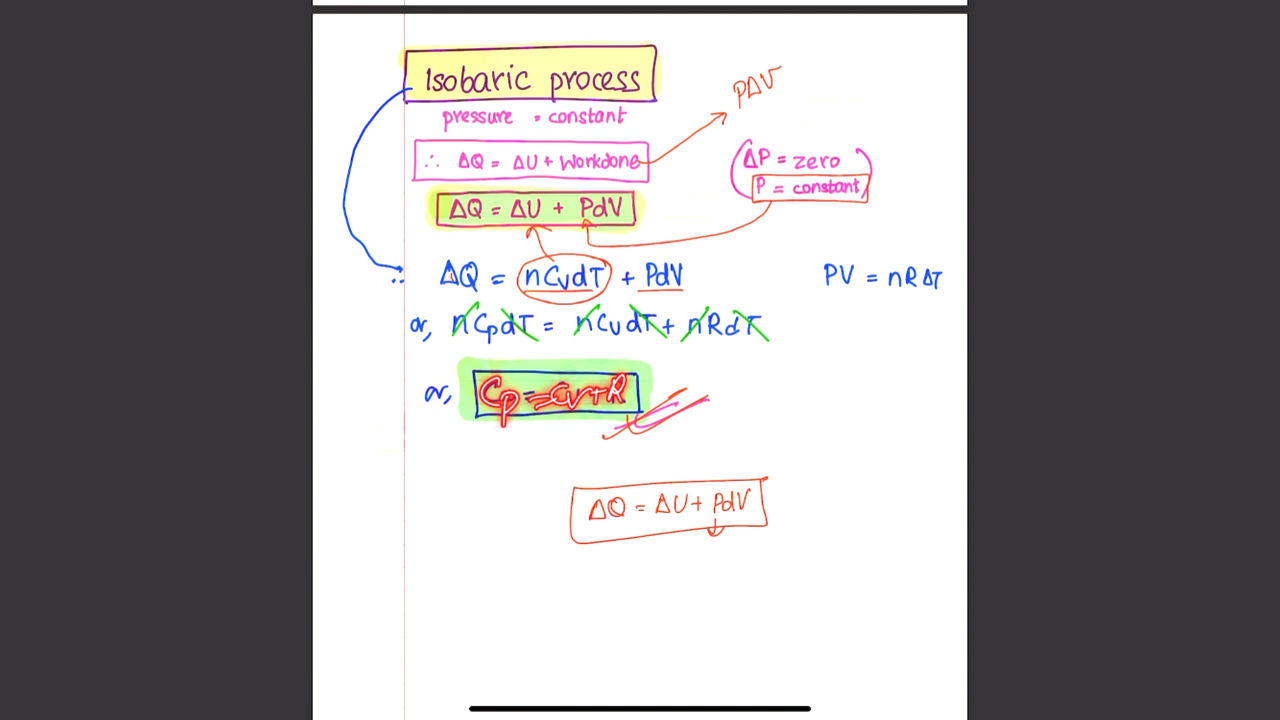 Isobaric process
pressure = constant
PΔV
∴ ΔQ = ΔU + Workdone
(ΔP = zero
P = constant)
ΔQ = ΔU + PdV
∴ ΔQ = nCvdT + PdV
PV = nRΔT
or, nCpdT = nCvdT + nRdT
or, Cp = Cv + R
ΔQ = ΔU + PdV